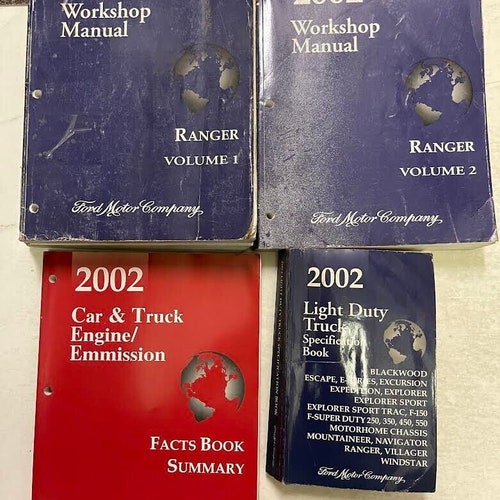 Workshop
Manual
RANGER
VOLUME 1
Ford Motor Company
2002
Workshop
Manual
RANGER
VOLUME 2
Ford Motor Company
2002
Car & Truck
Engine/
Emmission
FACTS BOOK
SUMMARY
2002
Light Duty
Truck
Specification
Book
BLACKWOOD
ESCAPE, E-SERIES, EXCURSION
EXPEDITION, EXPLORER
EXPLORER SPORT
EXPLORER SPORT TRAC, F-150
F-SUPER DUTY 250, 350, 450, 550
MOTORHOME CHASSIS
MOUNTAINEER, NAVIGATOR
RANGER, VILLAGER
WINDSTAR
Ford Motor Company